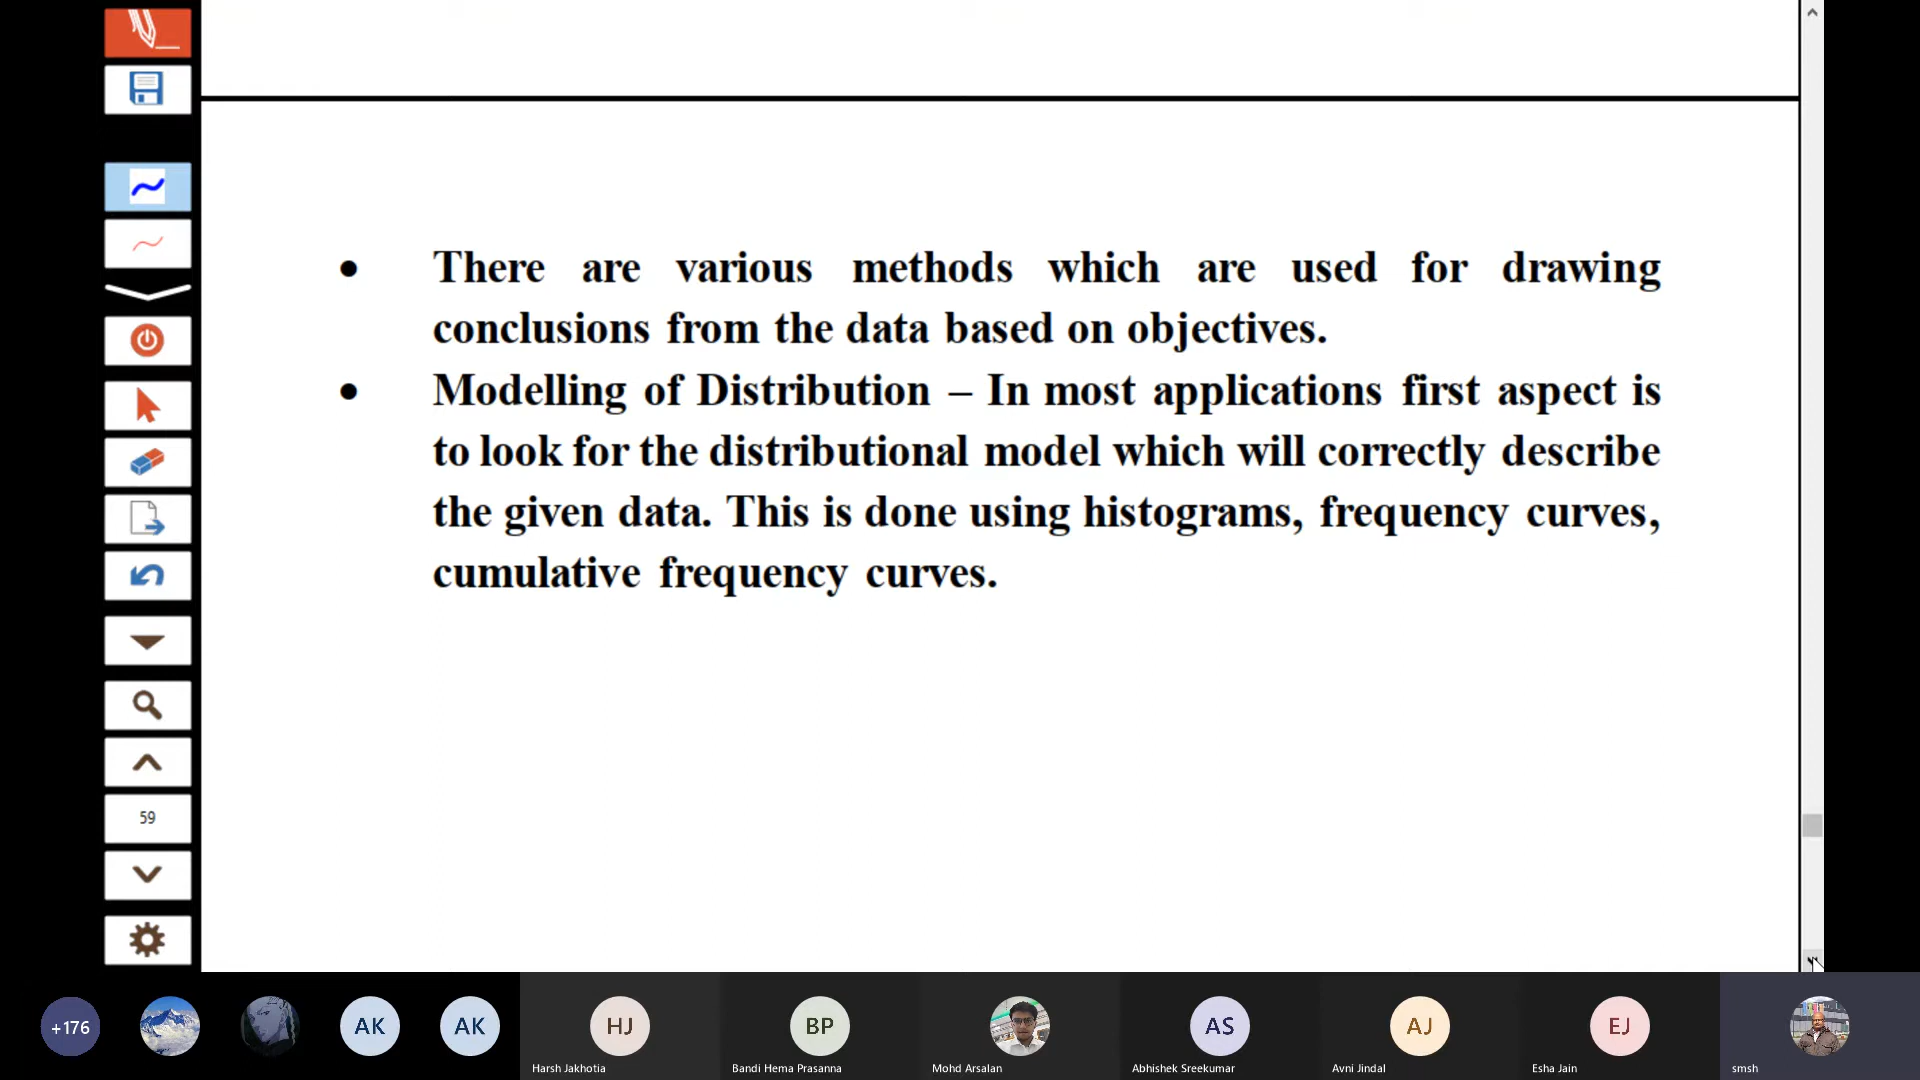 • There are various methods which are used for drawing
conclusions from the data based on objectives.
• Modelling of Distribution – In most applications first aspect is
to look for the distributional model which will correctly describe
the given data. This is done using histograms, frequency curves,
cumulative frequency curves.
59
+176
AK
AK
HJ
BP
AS
AJ
EJ
Harsh Jakhotia
Bandi Hema Prasanna
Mohd Arsalan
Abhishek Sreekumar
Avni Jindal
Esha Jain
smsh